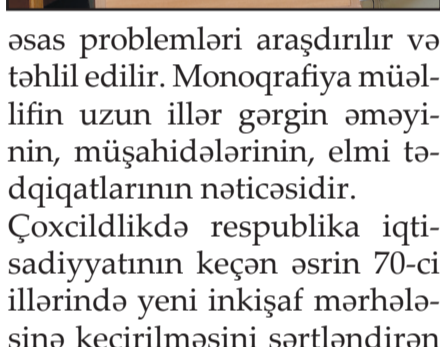 əsas problemləri araşdırılır və
təhlil edilir. Monoqrafiya müəl-
lifin uzun illər gərgin əməyi-
nin, müşahidələrinin, elmi tə-
dqiqatlarının nəticəsidir.
Çoxcildlikdə respublika iqti-
sadiyyatının keçən əsrin 70-ci
illərində yeni inkişaf mərhələ-
sinə keçirilməsini şərtləndirən